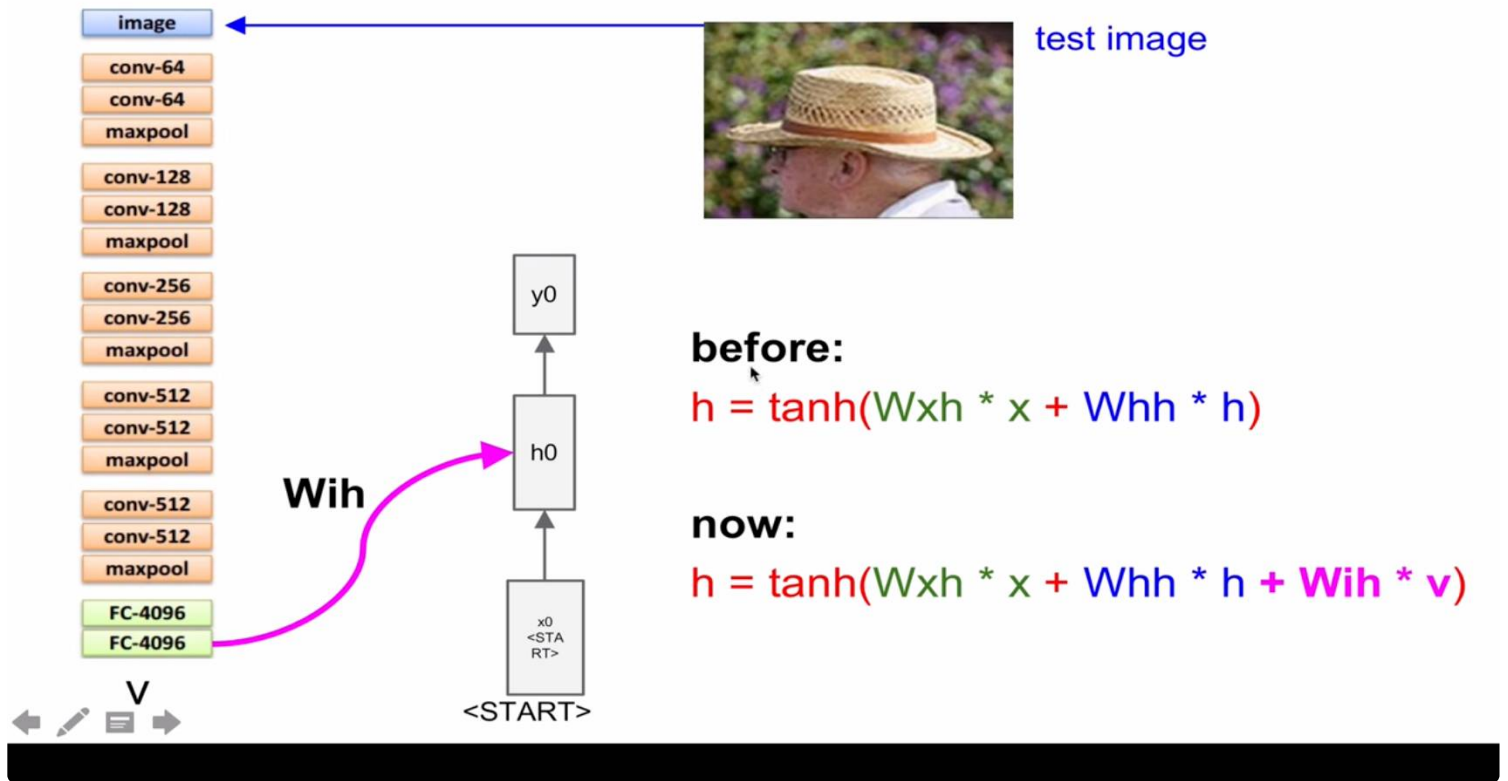 image
conv-64
conv-64
maxpool
conv-128
conv-128
maxpool
conv-256
conv-256
maxpool
conv-512
conv-512
maxpool
conv-512
conv-512
maxpool
FC-4096
FC-4096
V
Wih
y0
h0
x0
<STA
RT>
<START>
test image
before:
h = tanh(Wxh * x + Whh * h)
now:
h = tanh(Wxh * x + Whh * h + Wih * v)